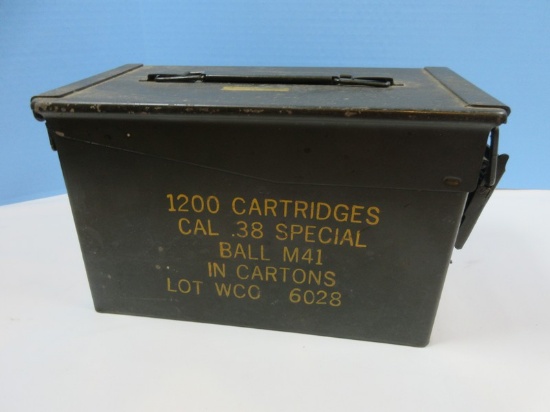 1200 CARTRIDGES
CAL .38 SPECIAL
BALL M41
IN CARTONS
LOT WCC 6028